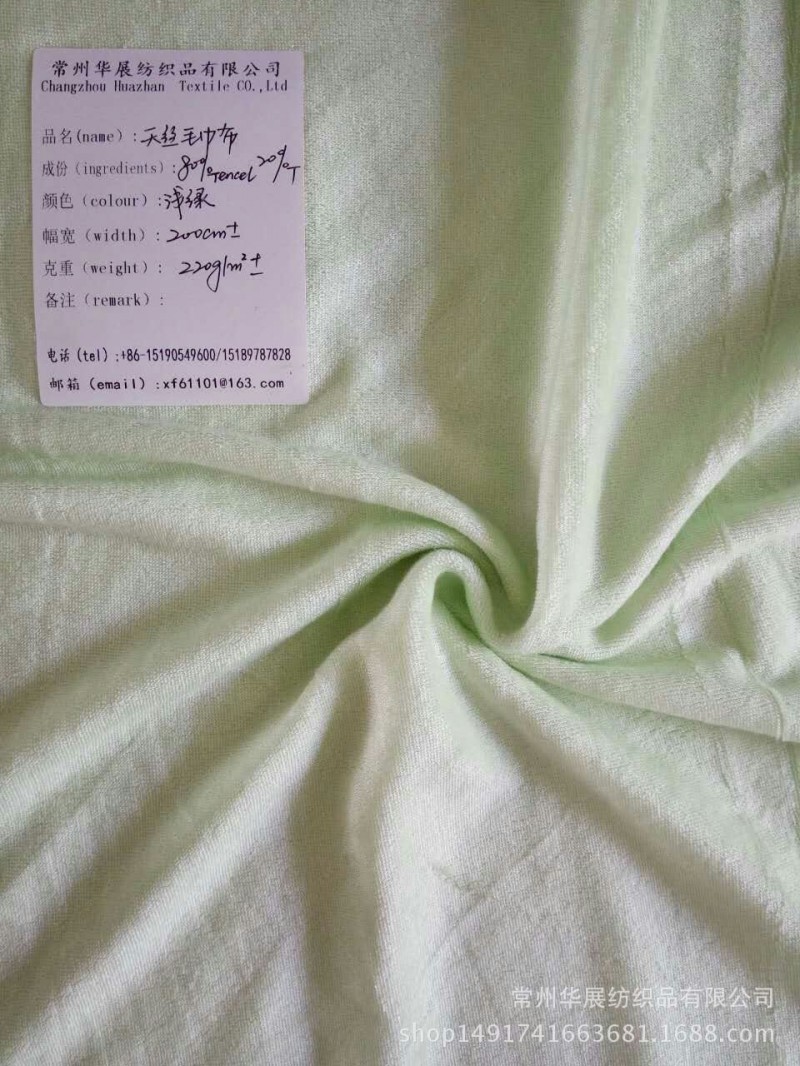 常州华展纺织品有限公司
Changzhou Huazhan Textile CO.,Ltd
品名(name):天丝毛巾布
成份(ingredients):80%Tencel 20%T
颜色(colour):浅绿
幅宽(width):200cm±
克重(weight): 220g/m²±
备注(remark):
电话(tel):+86-15190549600/15189787828
邮箱(email):xf61101@163.com
常州华展纺织品有限公司
shop1491741663681.1688.com